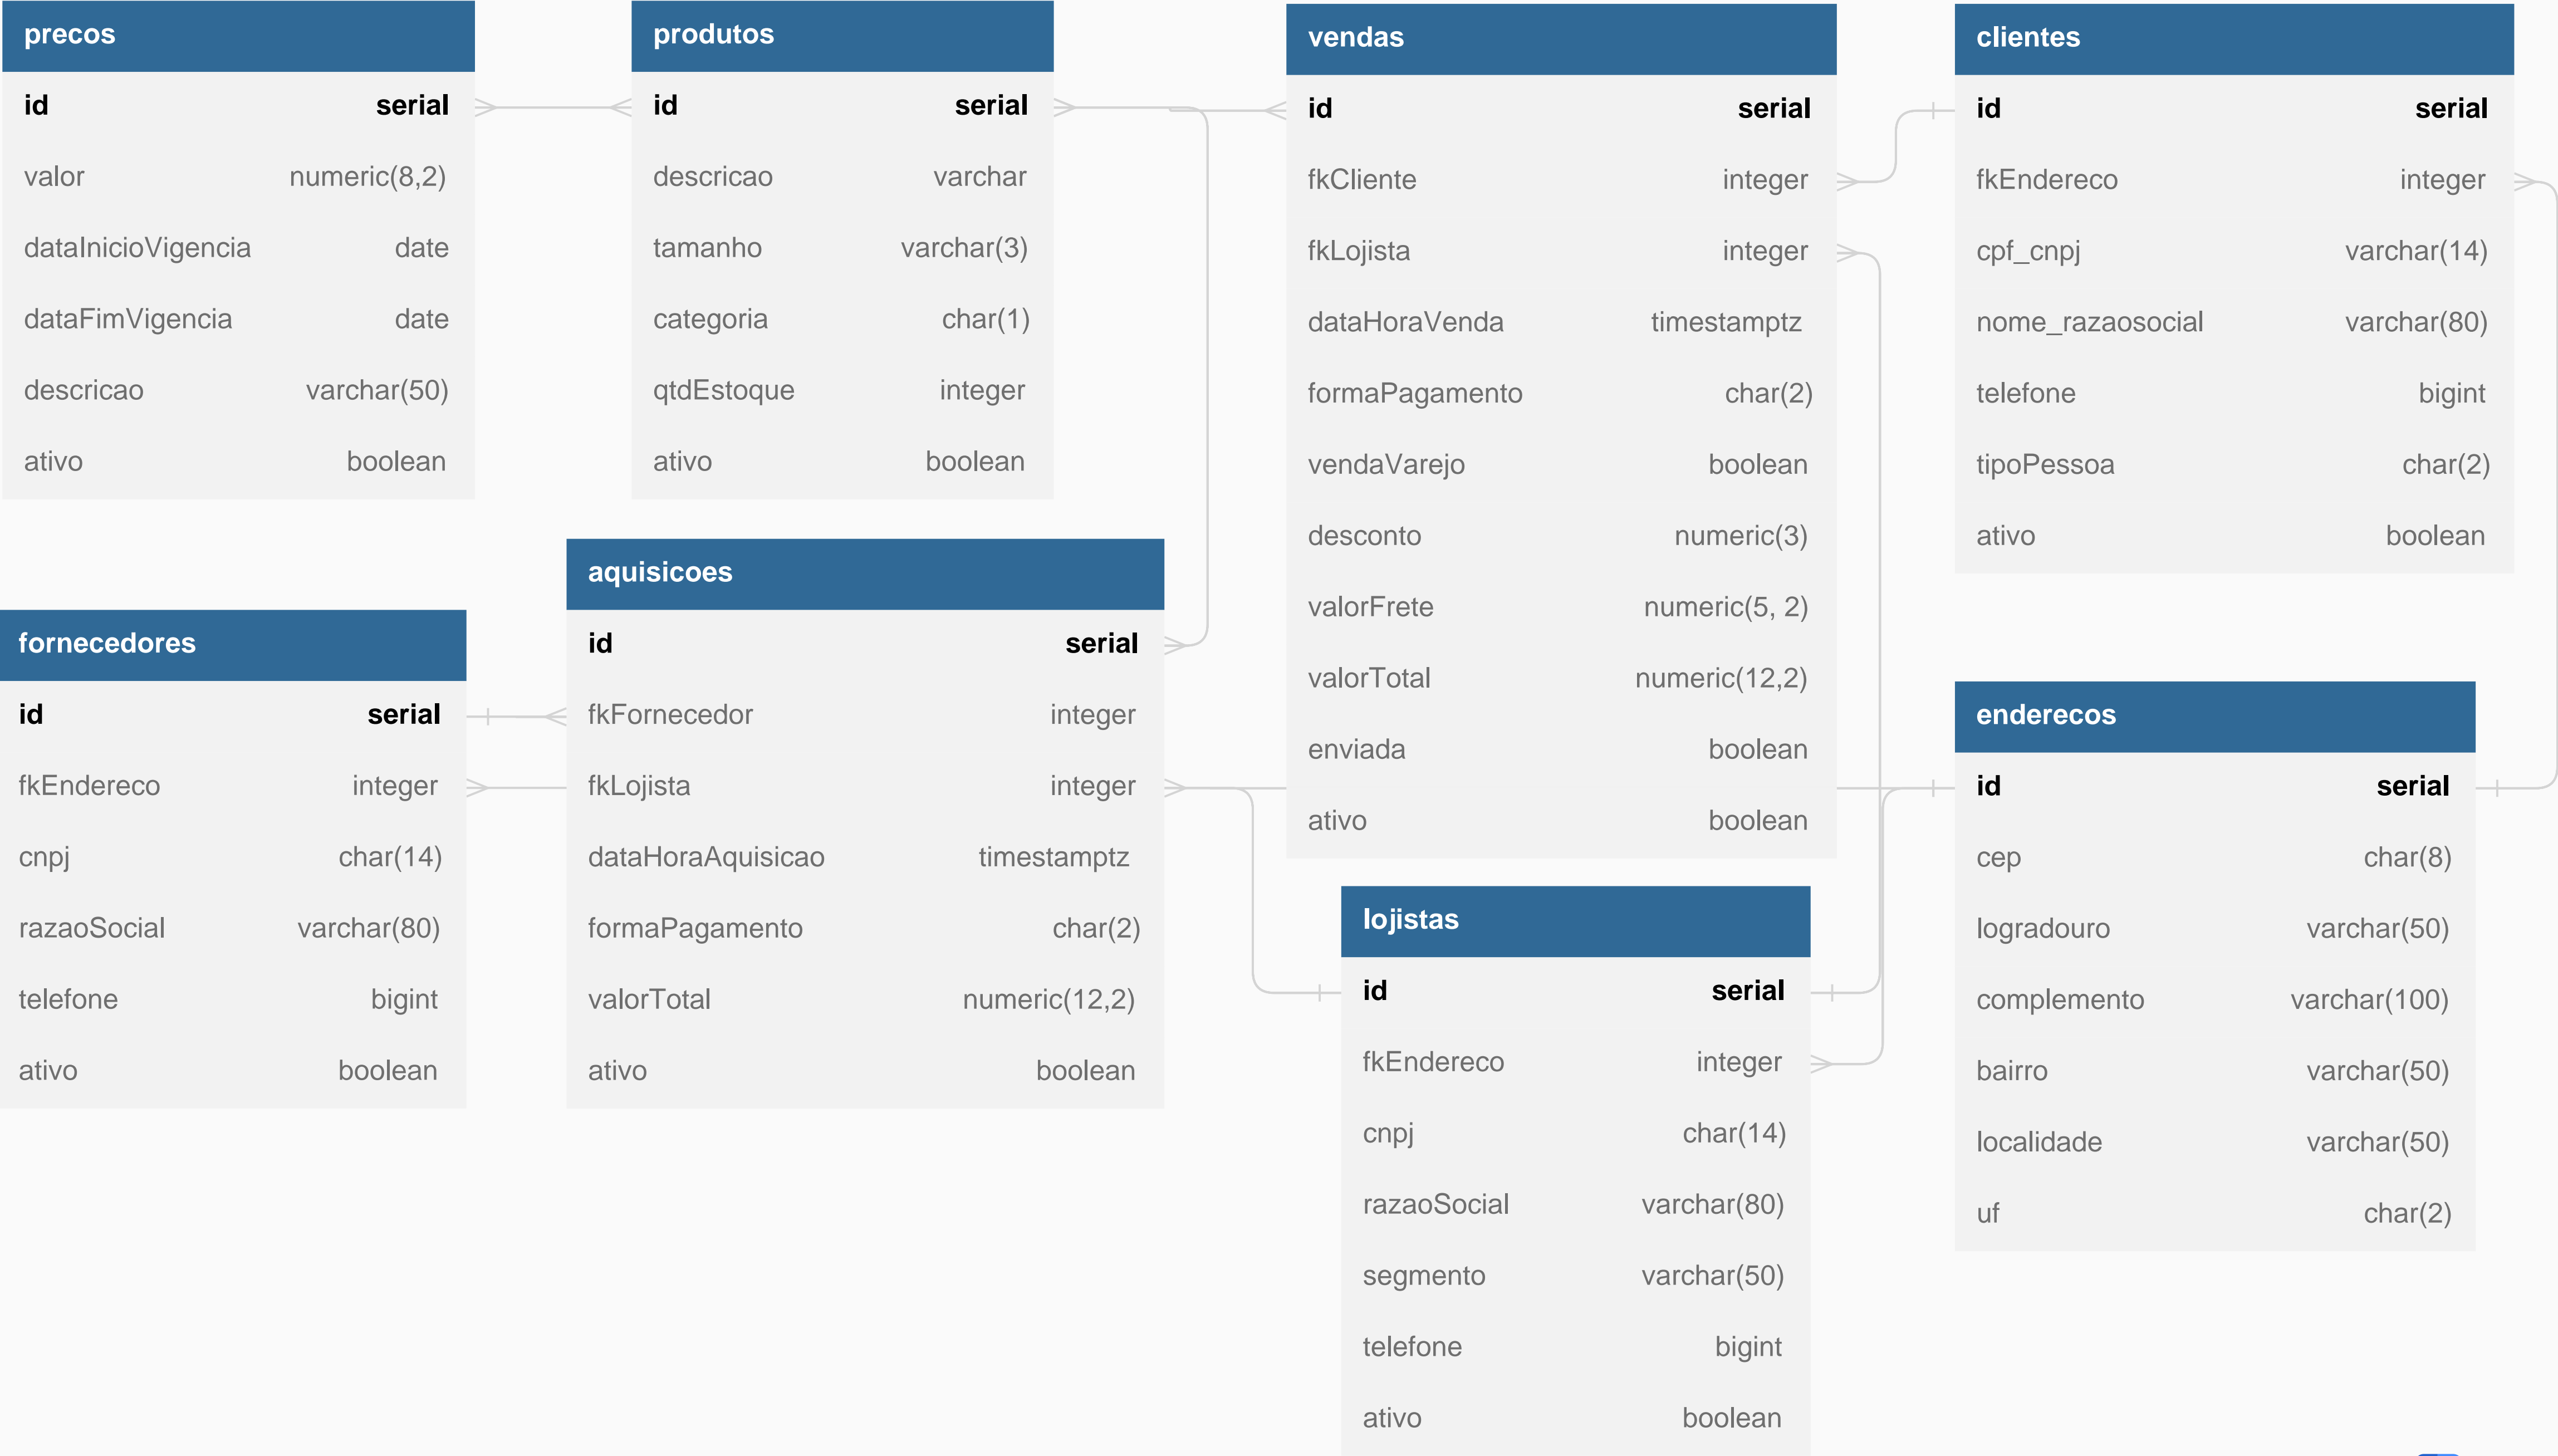 precos
id serial
valor numeric(8,2)
dataInicioVigencia date
dataFimVigencia date
descricao varchar(50)
ativo boolean
produtos
id serial
descricao varchar
tamanho varchar(3)
categoria char(1)
qtdEstoque integer
ativo boolean
vendas
id serial
fkCliente integer
fkLojista integer
dataHoraVenda timestamptz
formaPagamento char(2)
vendaVarejo boolean
desconto numeric(3)
valorFrete numeric(5, 2)
valorTotal numeric(12,2)
enviada boolean
ativo boolean
clientes
id serial
fkEndereco integer
cpf_cnpj varchar(14)
nome_razaosocial varchar(80)
telefone bigint
tipoPessoa char(2)
ativo boolean
fornecedores
id serial
fkEndereco integer
cnpj char(14)
razaoSocial varchar(80)
telefone bigint
ativo boolean
aquisicoes
id serial
fkFornecedor integer
fkLojista integer
dataHoraAquisicao timestamptz
formaPagamento char(2)
valorTotal numeric(12,2)
ativo boolean
lojistas
id serial
fkEndereco integer
cnpj char(14)
razaoSocial varchar(80)
segmento varchar(50)
telefone bigint
ativo boolean
enderecos
id serial
cep char(8)
logradouro varchar(50)
complemento varchar(100)
bairro varchar(50)
localidade varchar(50)
uf char(2)